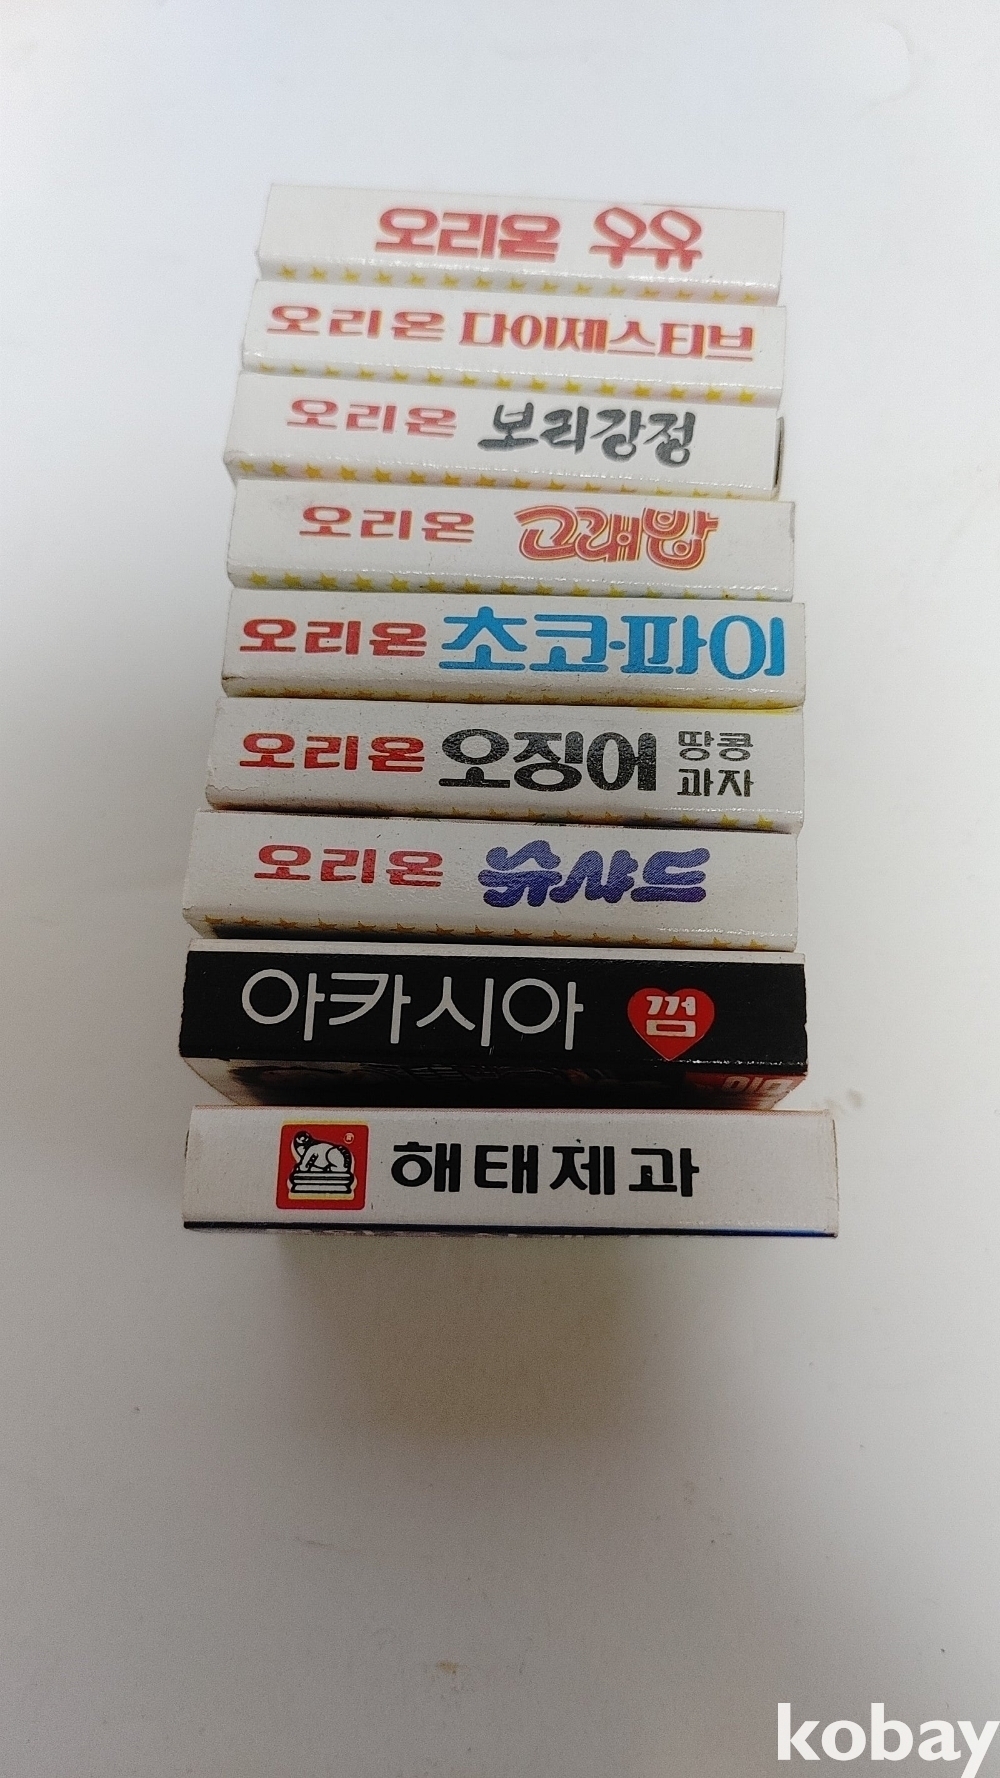 오리온 우유
오리온 다이제스티브
오리온 보리강정
오리온 고래밥
오리온 초코·파이
오리온 오징어 땅콩
과자
오리온 슈샤드
아카시아 껌
해태제과
kobay